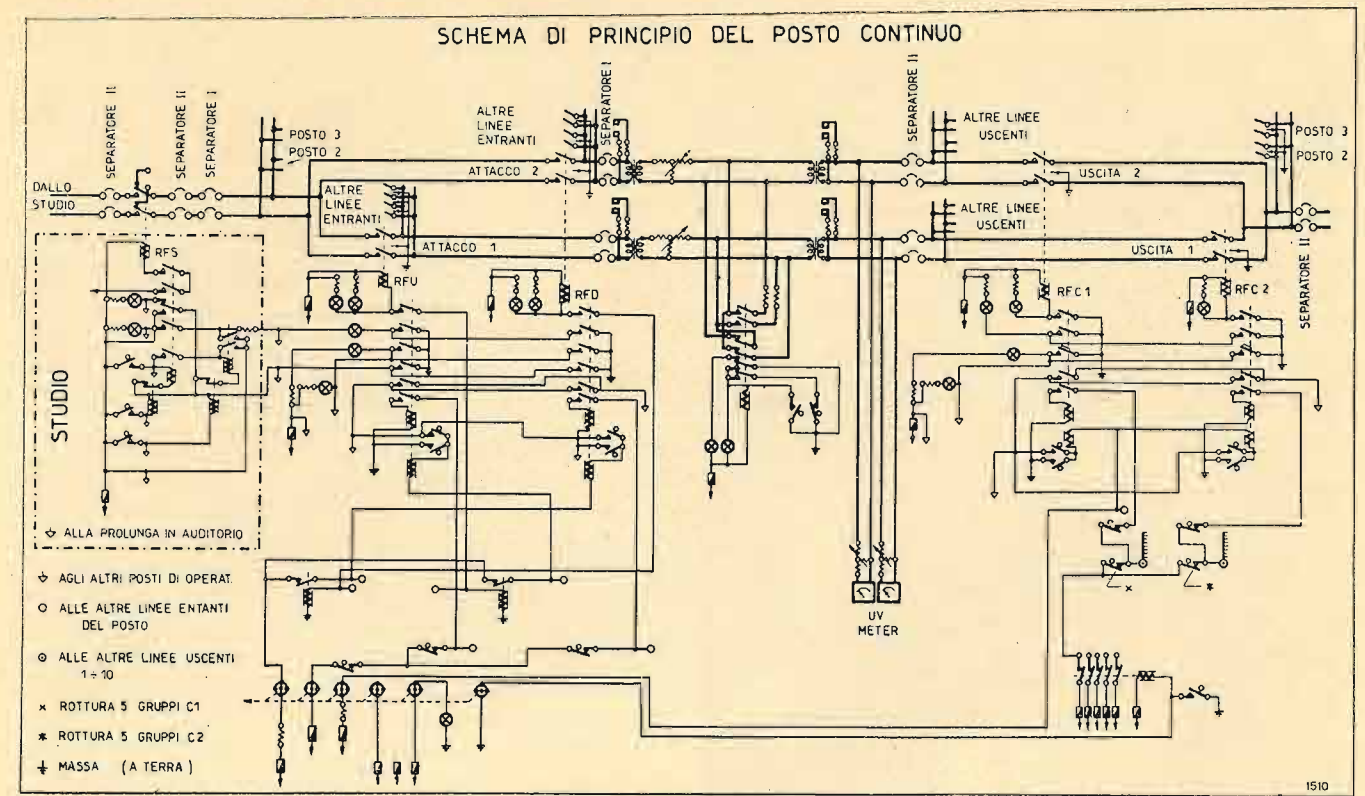 SCHEMA DI PRINCIPIO DEL POSTO CONTINUO
SEPARATORE II
SEPARATORE II
SEPARATORE I
POSTO 3
POSTO 2
DALLO
STUDIO
ALTRE
LINEE
ENTRANTI
ALTRE
LINEE
ENTRANTI
SEPARATORE I
ATTACCO 2
ATTACCO 1
SEPARATORE II
ALTRE LINEE
USCENTI
ALTRE LINEE
USCENTI
USCITA 2
USCITA 1
POSTO 3
POSTO 2
SEPARATORE II
RFS
RFU
RFD
RFC 1
RFC 2
STUDIO
ALLA PROLUNGA IN AUDITORIO
AGLI ALTRI POSTI DI OPERAT.
ALLE ALTRE LINEE ENTANTI
DEL POSTO
ALLE ALTRE LINEE USCENTI
1÷10
× ROTTURA 5 GRUPPI C1
* ROTTURA 5 GRUPPI C2
MASSA (A TERRA)
UV
METER
×
*
1510